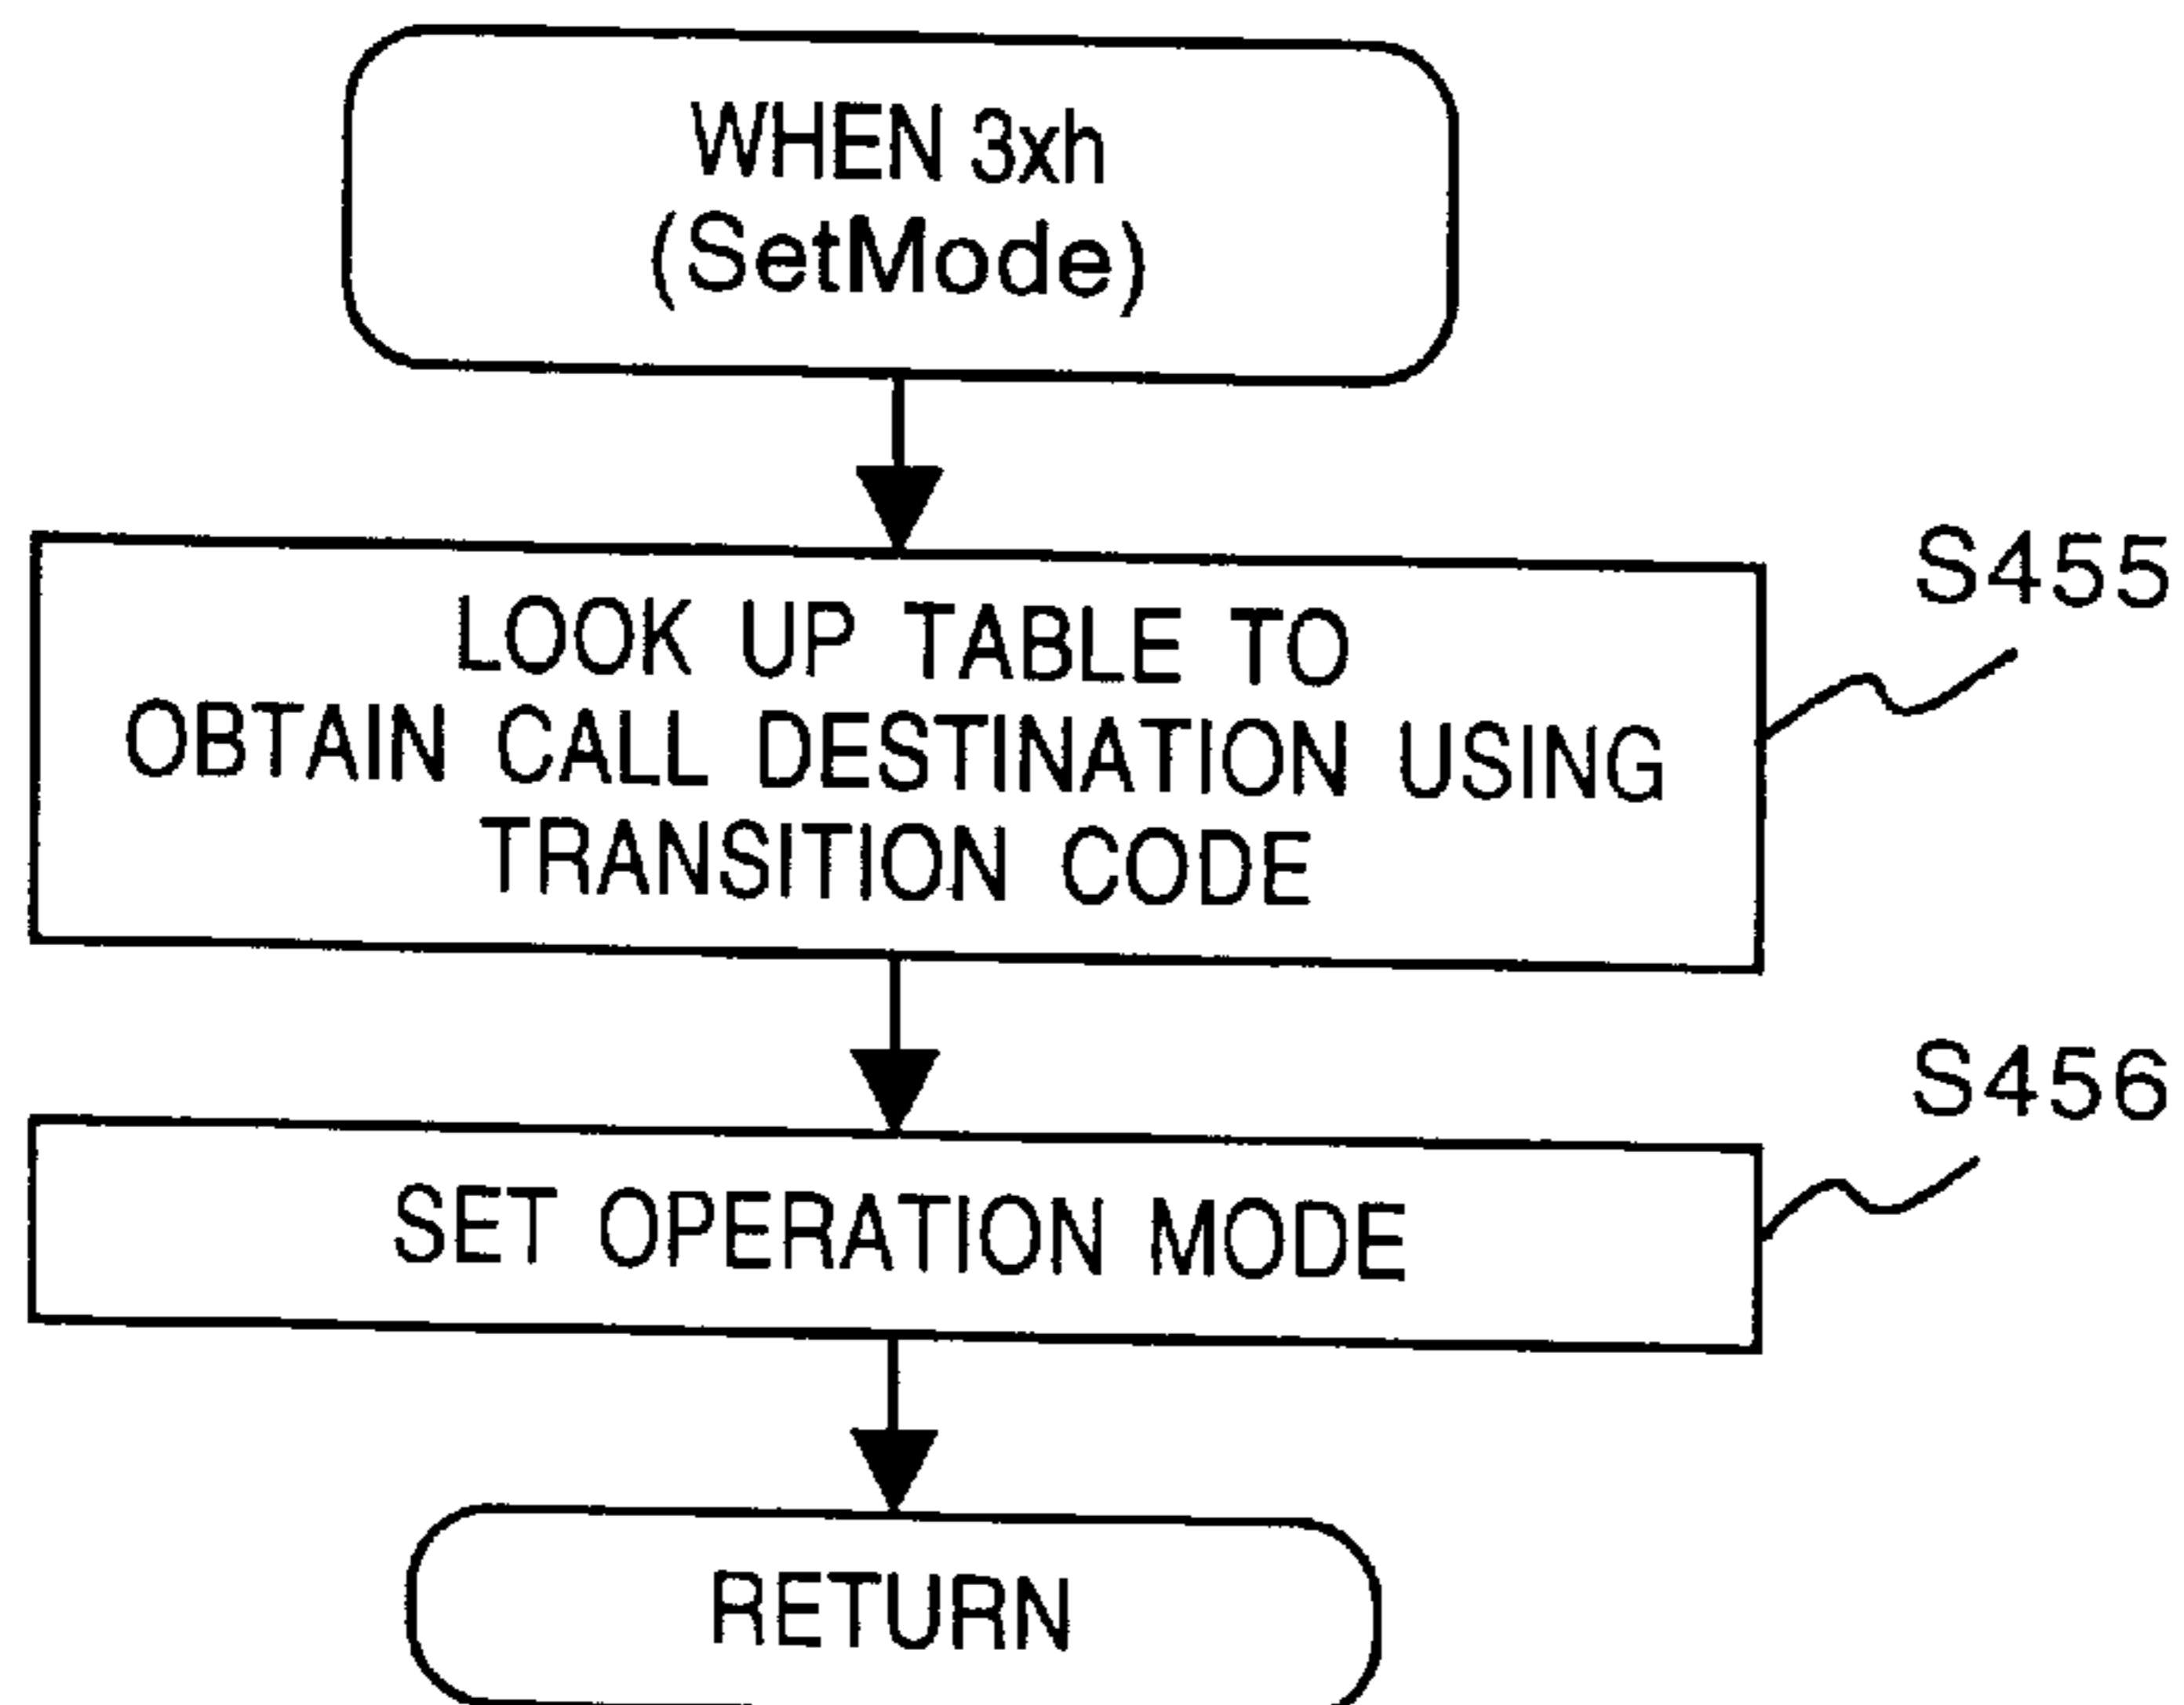 WHEN 3xh
(SetMode)
S455
LOOK UP TABLE TO
OBTAIN CALL DESTINATION USING
TRANSITION CODE
S456
SET OPERATION MODE
RETURN